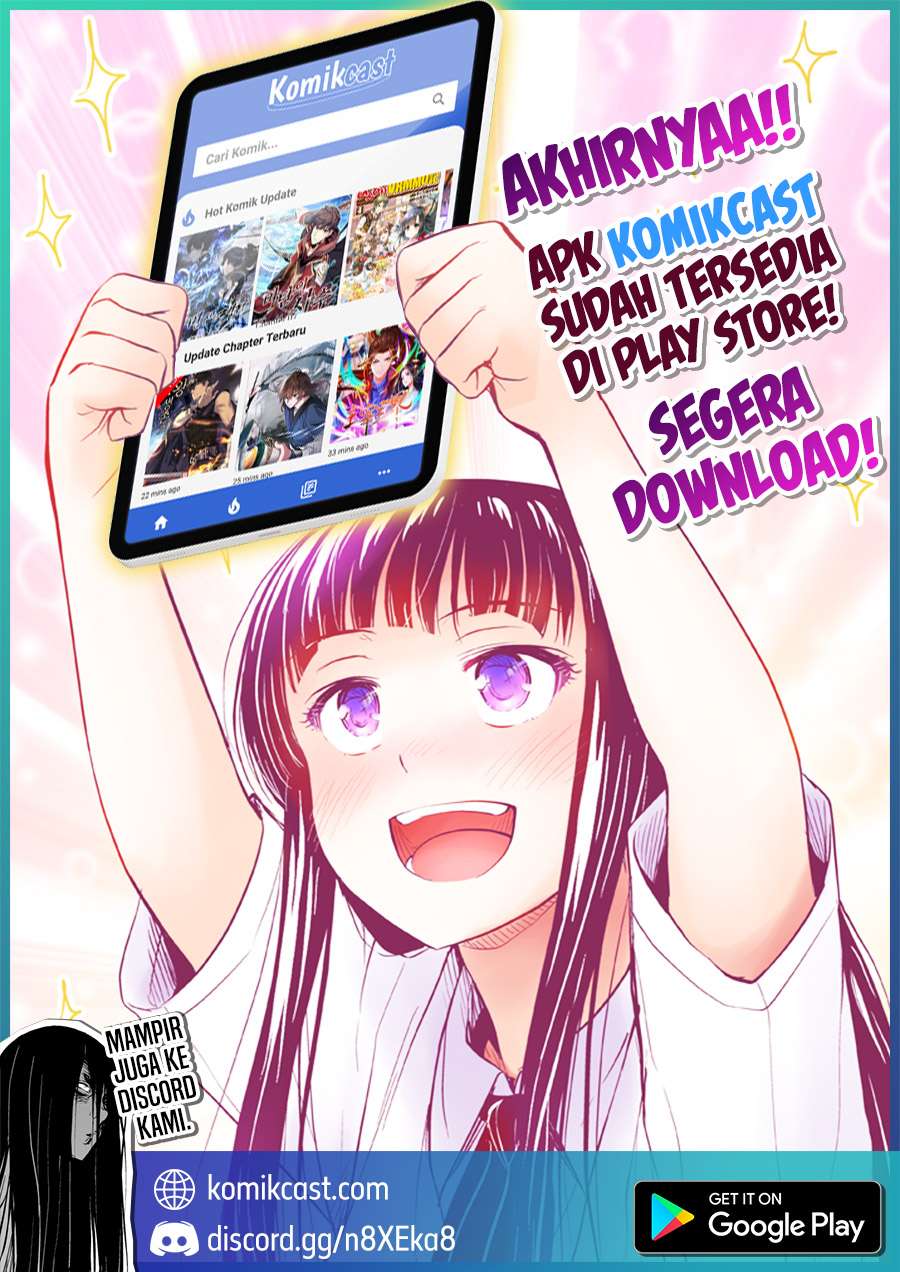 Komikcast
Cari Komik...
Hot Komik Update
Update Chapter Terbaru
22 mins ago
25 mins ago
33 mins ago
AKHIRNYAA!!
APK KOMIKCAST
SUDAH TERSEDIA
DI PLAY STORE!
SEGERA
DOWNLOAD!
MAMPIR
JUGA KE
DISCORD
KAMI.
komikcast.com
discord.gg/n8XEka8
GET IT ON
Google Play